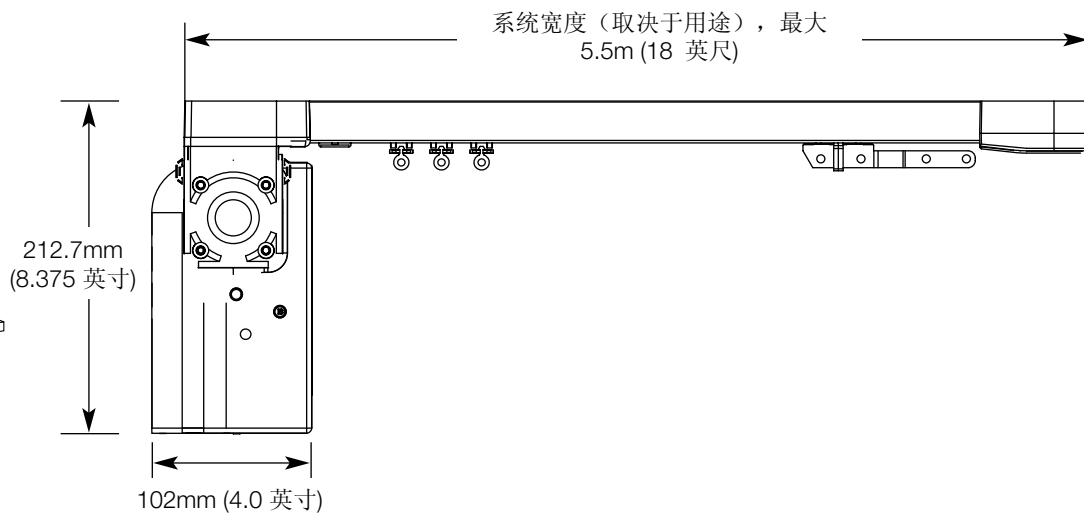 系统宽度（取决于用途），最大
5.5m (18 英尺)
212.7mm
(8.375 英寸)
102mm (4.0 英寸)